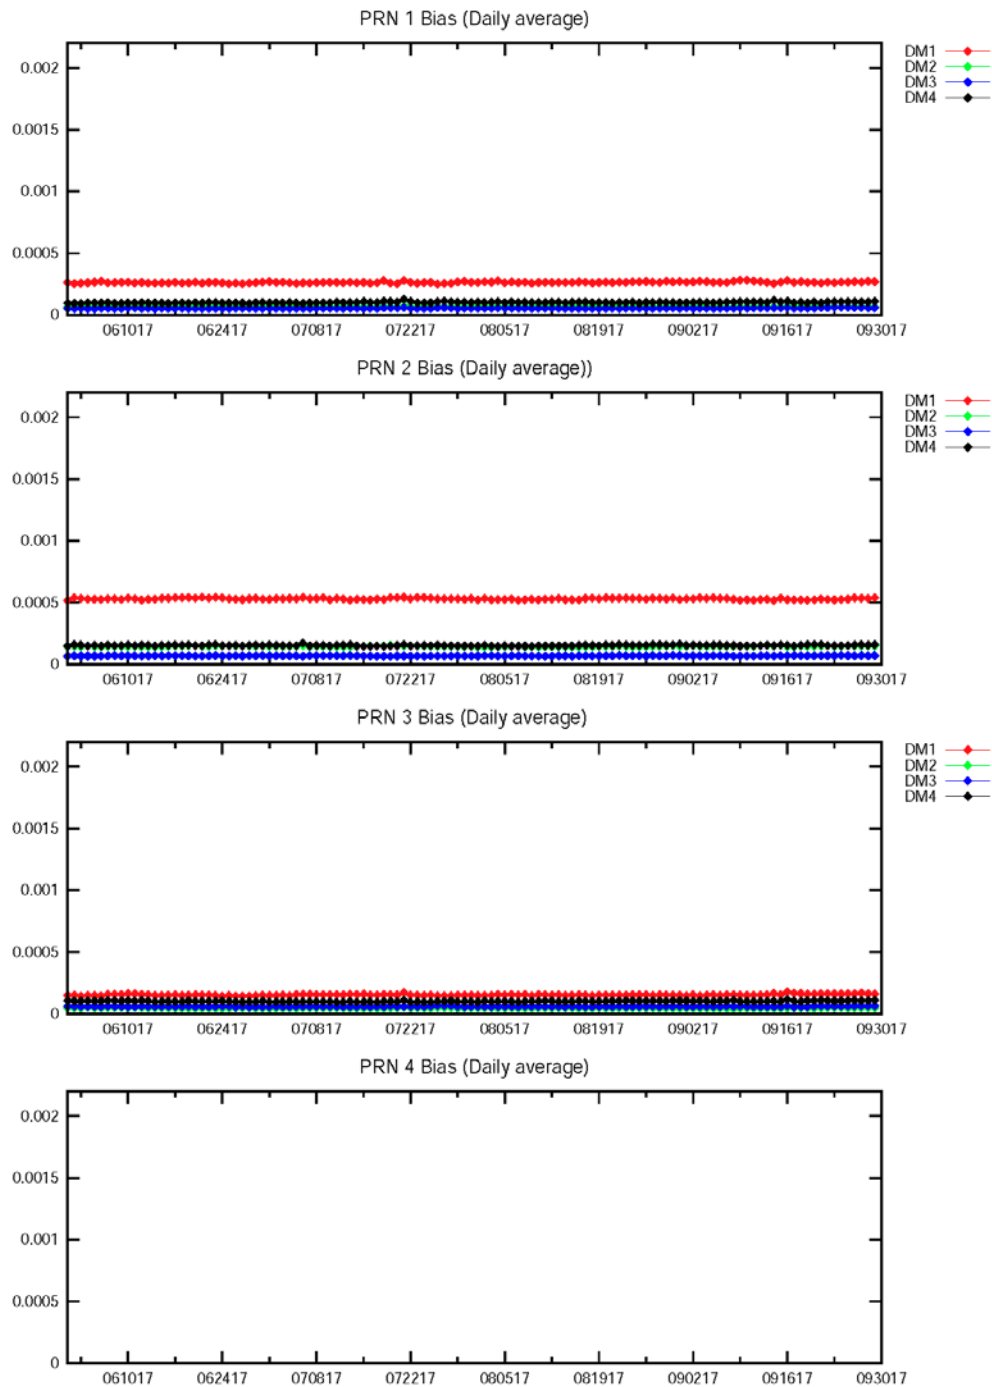 PRN 1 Bias (Daily average)
DM1
DM2
DM3
DM4
0.002
0.0015
0.001
0.0005
0
061017 062417 070817 072217 080517 081917 090217 091617 093017
PRN 2 Bias (Daily average))
DM1
DM2
DM3
DM4
0.002
0.0015
0.001
0.0005
0
061017 062417 070817 072217 080517 081917 090217 091617 093017
PRN 3 Bias (Daily average)
DM1
DM2
DM3
DM4
0.002
0.0015
0.001
0.0005
0
061017 062417 070817 072217 080517 081917 090217 091617 093017
PRN 4 Bias (Daily average)
0.002
0.0015
0.001
0.0005
0
061017 062417 070817 072217 080517 081917 090217 091617 093017